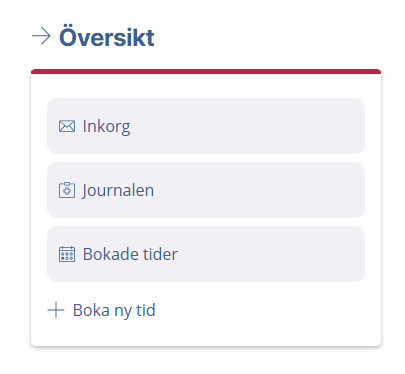 Översikt
Inkorg
Journalen
Bokade tider
Boka ny tid